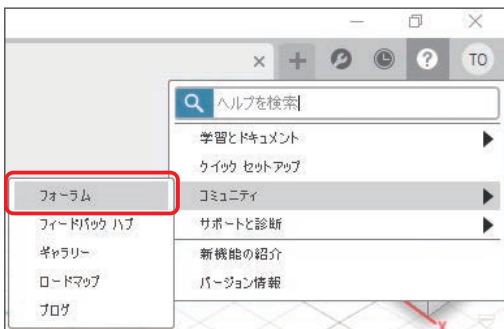 TO
ヘルプを検索
学習とドキュメント
クイック セットアップ
コミュニティ
サポートと診断
新機能の紹介
バージョン情報
フォーラム
フィードバック ハブ
ギャラリー
ロードマップ
ブログ
X